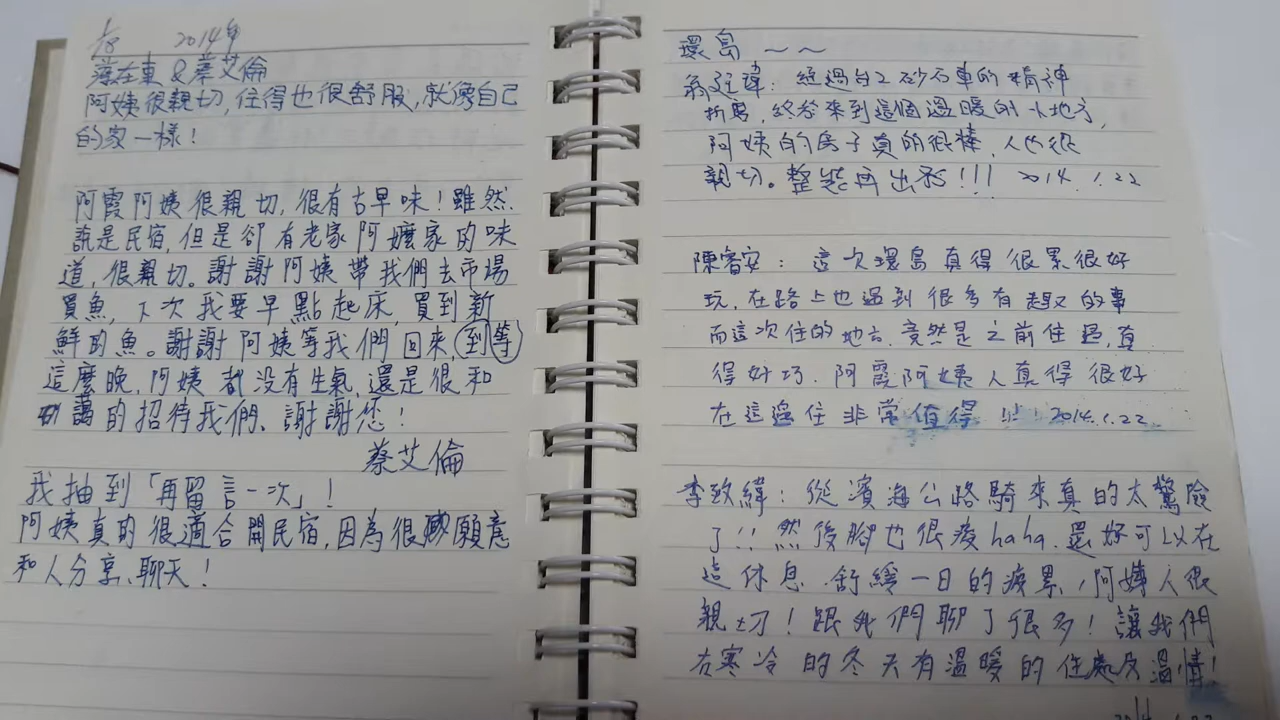 1/18 2014年
落在東 & 蔡艾倫
阿姨很親切,住得也很舒服,就像自己
的家一樣!
阿霞阿姨很親切,很有古早味!雖然
說是民宿,但是卻有老家阿嬤家的味
道,很親切。謝謝阿姨帶我們去市場
買魚,下次我要早點起床,買到新
鮮的魚。謝謝阿姨等我們回來,到等
這麼晚,阿姨都沒有生氣,還是很和
藹的招待我們、謝謝您!
蔡艾倫
我抽到「再留言一次」!
阿姨真的很適合開民宿,因為很願意
和人分享、聊天!
環島 ~ ~
翁廷瑋:經過台2砂石車的精神
折磨,終於來到這個溫暖的小地方,
阿姨的房子真的很棒、人也很
親切。整裝再出發!!! 2014.1.22
陳睿安:這次環島真得很累很好
玩,在路上也遇到很多有趣的事
而這次住的地方,竟然是之前住過,真
得好巧.阿霞阿姨人真得很好
在這邊住非常值得!! 2014.1.22
李致緯:從濱海公路騎來真的太驚險
了!!然後腳也很痠haha.還好可以在
這休息.舒緩一日的疲累,阿姨人很
親切!跟我們聊了很多!讓我們
在寒冷的冬天有溫暖的住處及溫情!